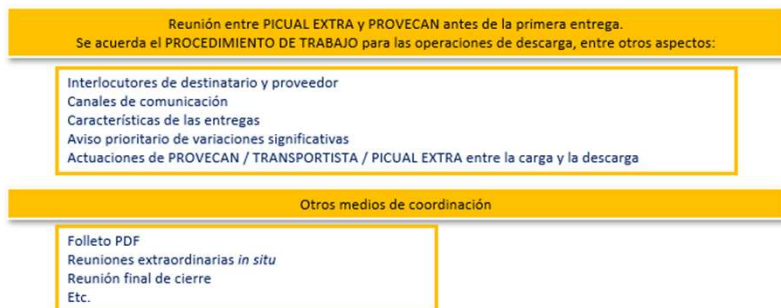 Reunión entre PICUAL EXTRA y PROVECAN antes de la primera entrega.
Se acuerda el PROCEDIMIENTO DE TRABAJO para las operaciones de descarga, entre otros aspectos:
Interlocutores de destinatario y proveedor
Canales de comunicación
Características de las entregas
Aviso prioritario de variaciones significativas
Actuaciones de PROVECAN / TRANSPORTISTA / PICUAL EXTRA entre la carga y la descarga
Otros medios de coordinación
Folleto PDF
Reuniones extraordinarias in situ
Reunión final de cierre
Etc.